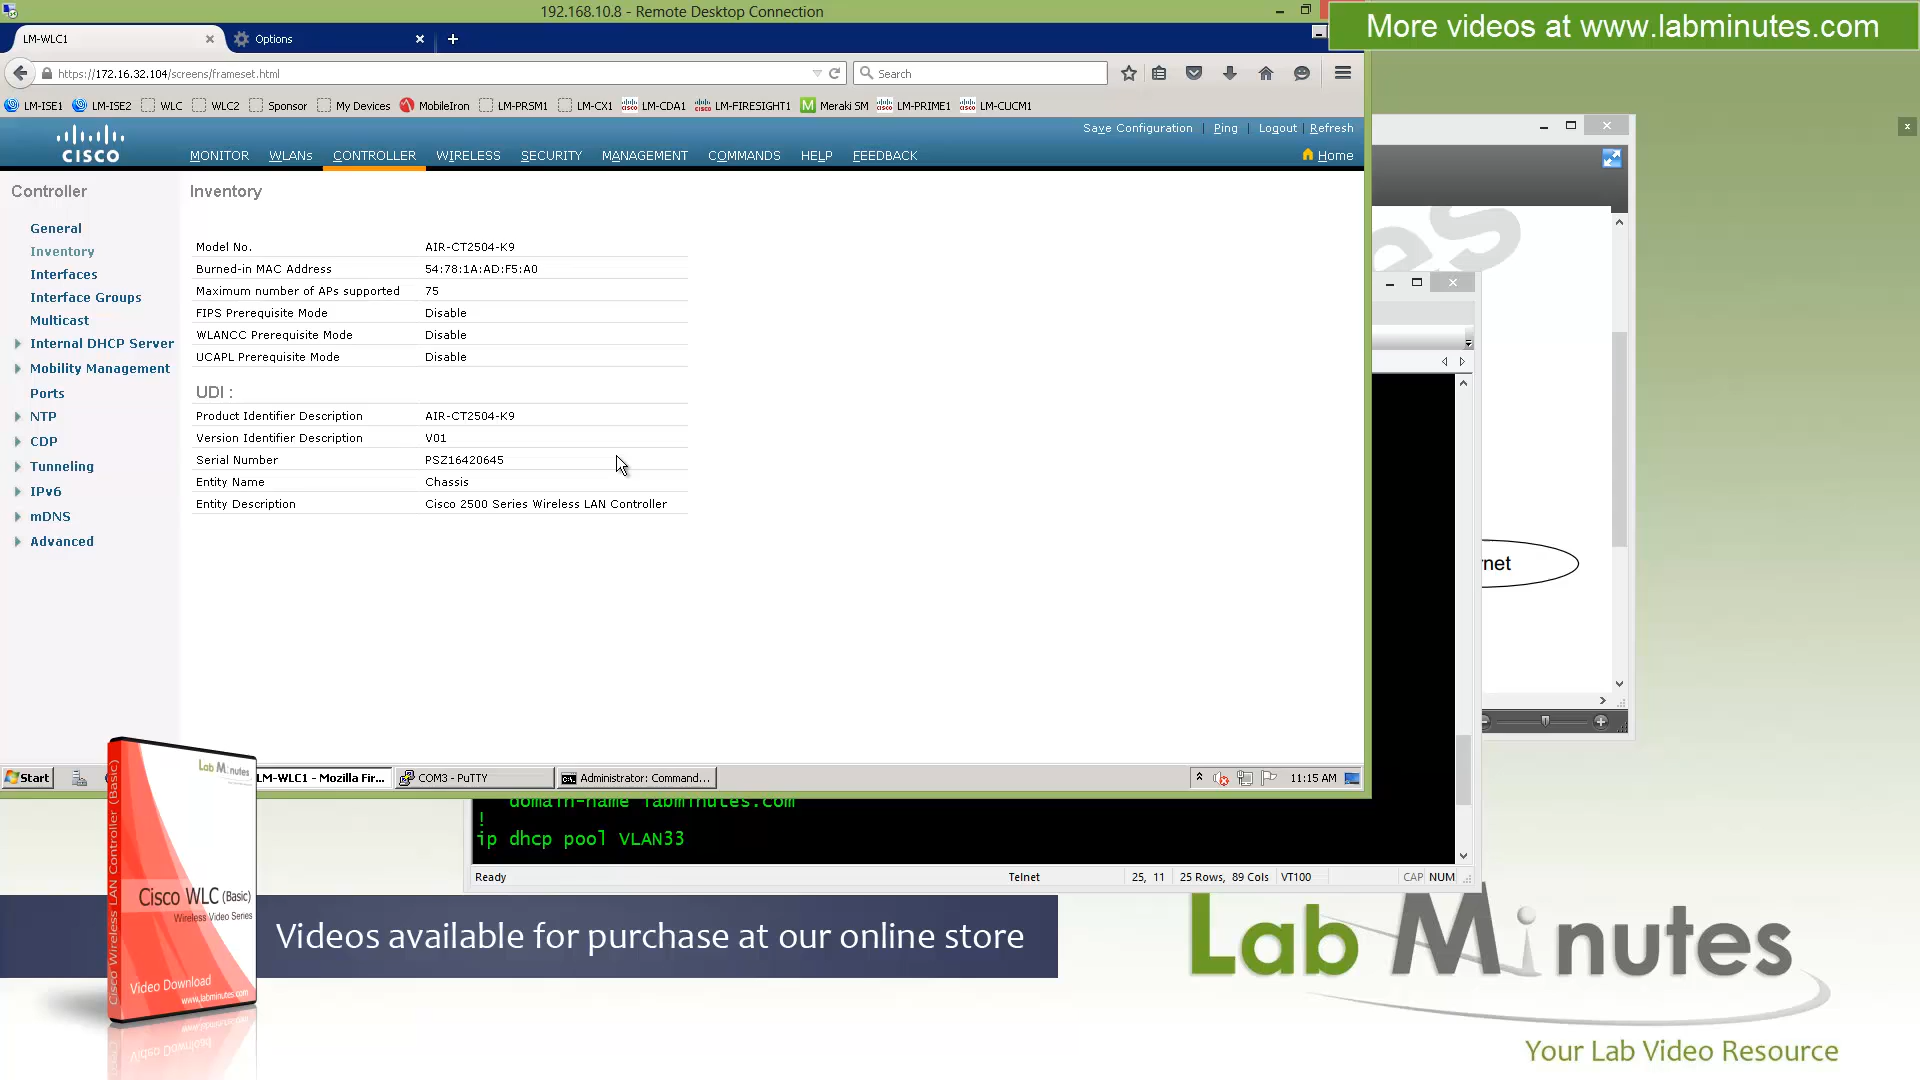 192.168.10.8 - Remote Desktop Connection
More videos at www.labminutes.com
LM-WLC1
Options
https://172.16.32.104/screens/frameset.html
Search
LM-ISE1
LM-ISE2
WLC
WLC2
Sponsor
My Devices
MobileIron
LM-PRSM1
LM-CX1
LM-CDA1
LM-FIRESIGHT1
Meraki SM
LM-PRIME1
LM-CUCM1
Save Configuration | Ping | Logout | Refresh
CISCO
MONITOR WLANs CONTROLLER WIRELESS SECURITY MANAGEMENT COMMANDS HELP FEEDBACK
Home
Controller
General
Inventory
Interfaces
Interface Groups
Multicast
Internal DHCP Server
Mobility Management
Ports
NTP
CDP
Tunneling
IPv6
mDNS
Advanced
Inventory
Model No. AIR-CT2504-K9
Burned-in MAC Address 54:78:1A:AD:F5:A0
Maximum number of APs supported 75
FIPS Prerequisite Mode Disable
WLANCC Prerequisite Mode Disable
UCAPL Prerequisite Mode Disable
UDI :
Product Identifier Description AIR-CT2504-K9
Version Identifier Description V01
Serial Number PSZ16420645
Entity Name Chassis
Entity Description Cisco 2500 Series Wireless LAN Controller
rnet
Start
LM-WLC1 - Mozilla Fir...
COM3 - PuTTY
Administrator: Command...
11:15 AM
domain-name labminutes.com
!
ip dhcp pool VLAN33
Ready
Telnet
25, 11
25 Rows, 89 Cols
VT100
CAP NUM
Lab Minutes
Cisco Wireless LAN Controller (Basic)
Cisco WLC (Basic)
Wireless Video Series
Video Download
www.labminutes.com
Videos available for purchase at our online store
Lab Minutes
Your Lab Video Resource